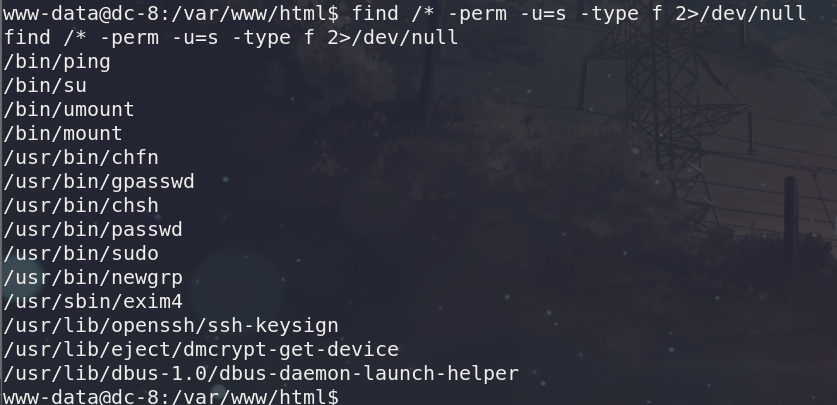 www-data@dc-8:/var/www/html$ find /* -perm -u=s -type f 2>/dev/null
find /* -perm -u=s -type f 2>/dev/null
/bin/ping
/bin/su
/bin/umount
/bin/mount
/usr/bin/chfn
/usr/bin/gpasswd
/usr/bin/chsh
/usr/bin/passwd
/usr/bin/sudo
/usr/bin/newgrp
/usr/sbin/exim4
/usr/lib/openssh/ssh-keysign
/usr/lib/eject/dmcrypt-get-device
/usr/lib/dbus-1.0/dbus-daemon-launch-helper
www-data@dc-8:/var/www/html$